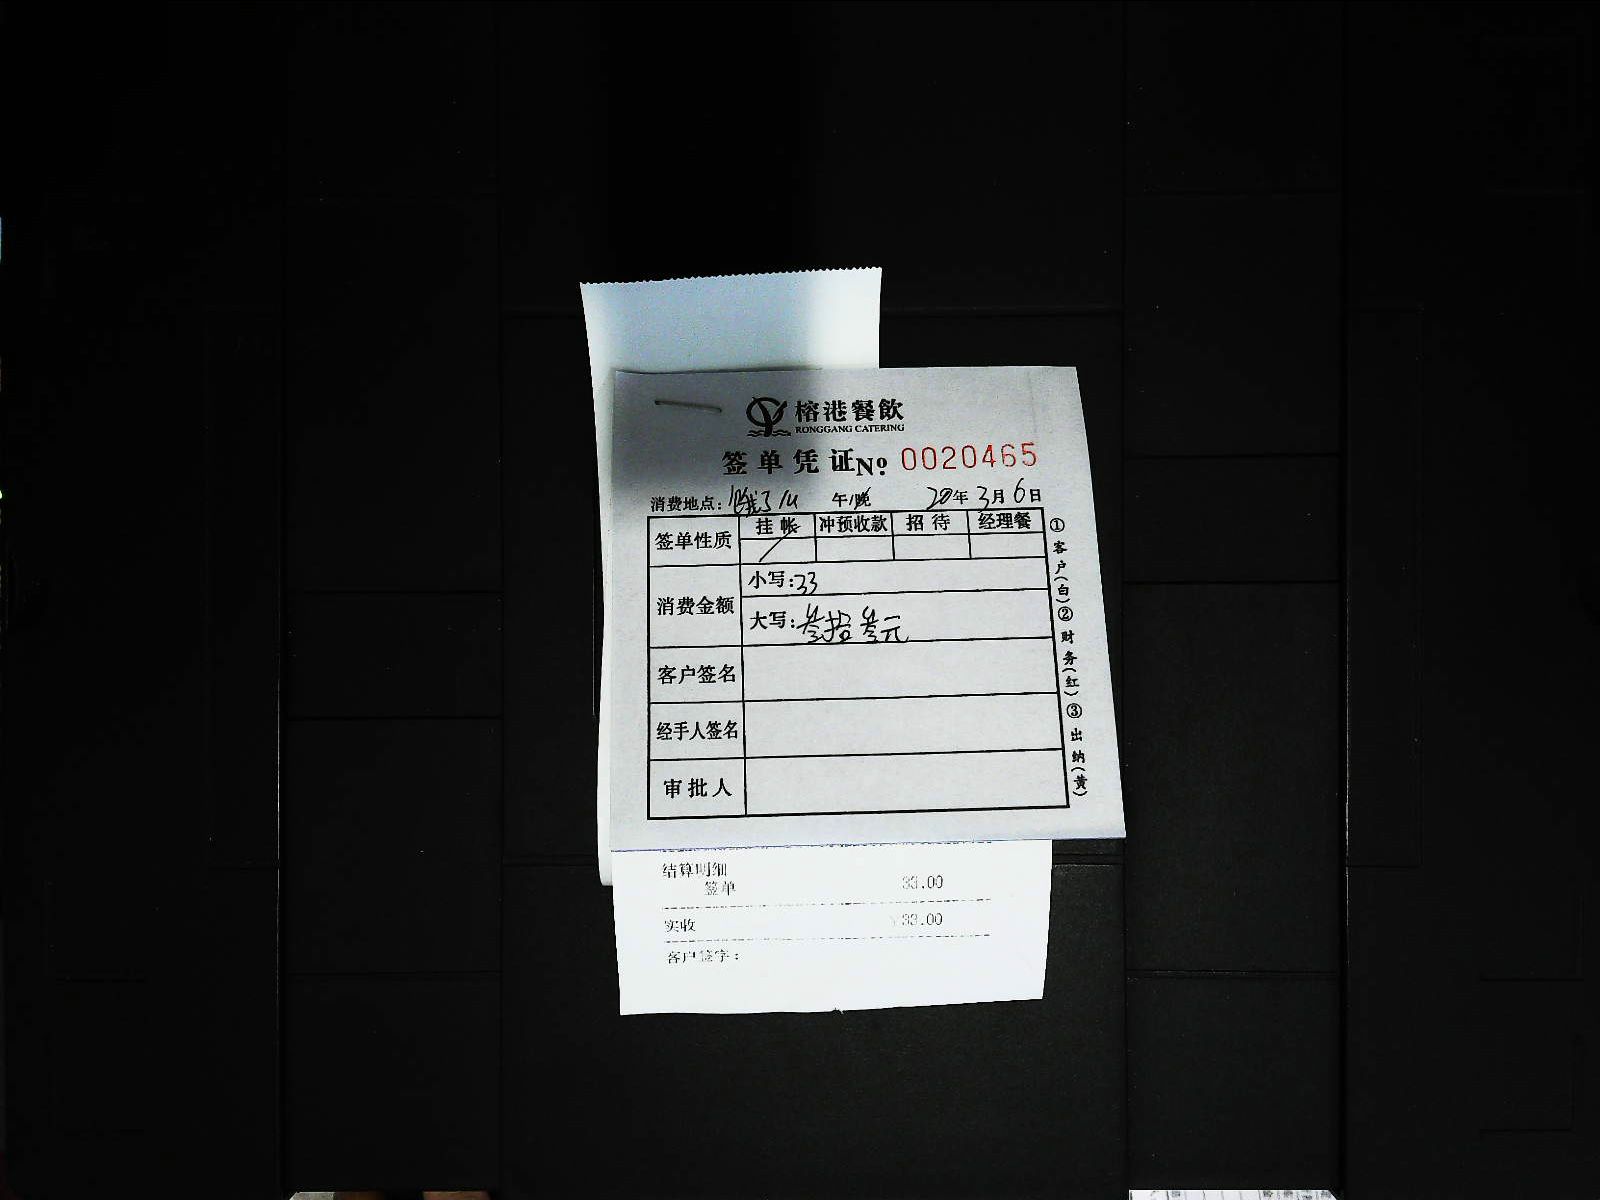 榕港餐飲
RONGGANG CATERING
签单凭证 № 0020465
消费地点：饿了么 午/晚 20年3月6日
签单性质 挂帐 冲预收款 招待 经理餐
消费金额 小写：33
大写：叁拾叁元
客户签名
经手人签名
审批人
①客户（白）②财务（红）③出纳（黄）
结算明细
签单 33.00
实收 ¥33.00
客户签字：